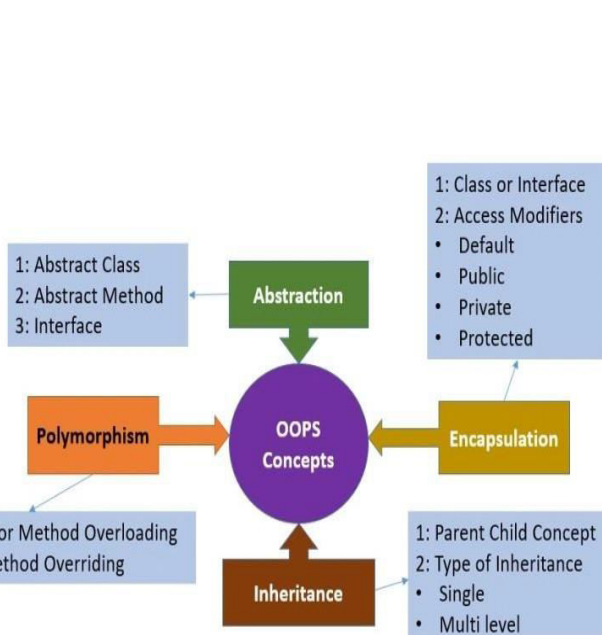 1: Class or Interface
2: Access Modifiers
• Default
• Public
• Private
• Protected
1: Abstract Class
2: Abstract Method
3: Interface
Abstraction
Polymorphism
OOPS
Concepts
Encapsulation
or Method Overloading
Overriding
Inheritance
1: Parent Child Concept
2: Type of Inheritance
• Single
• Multi level